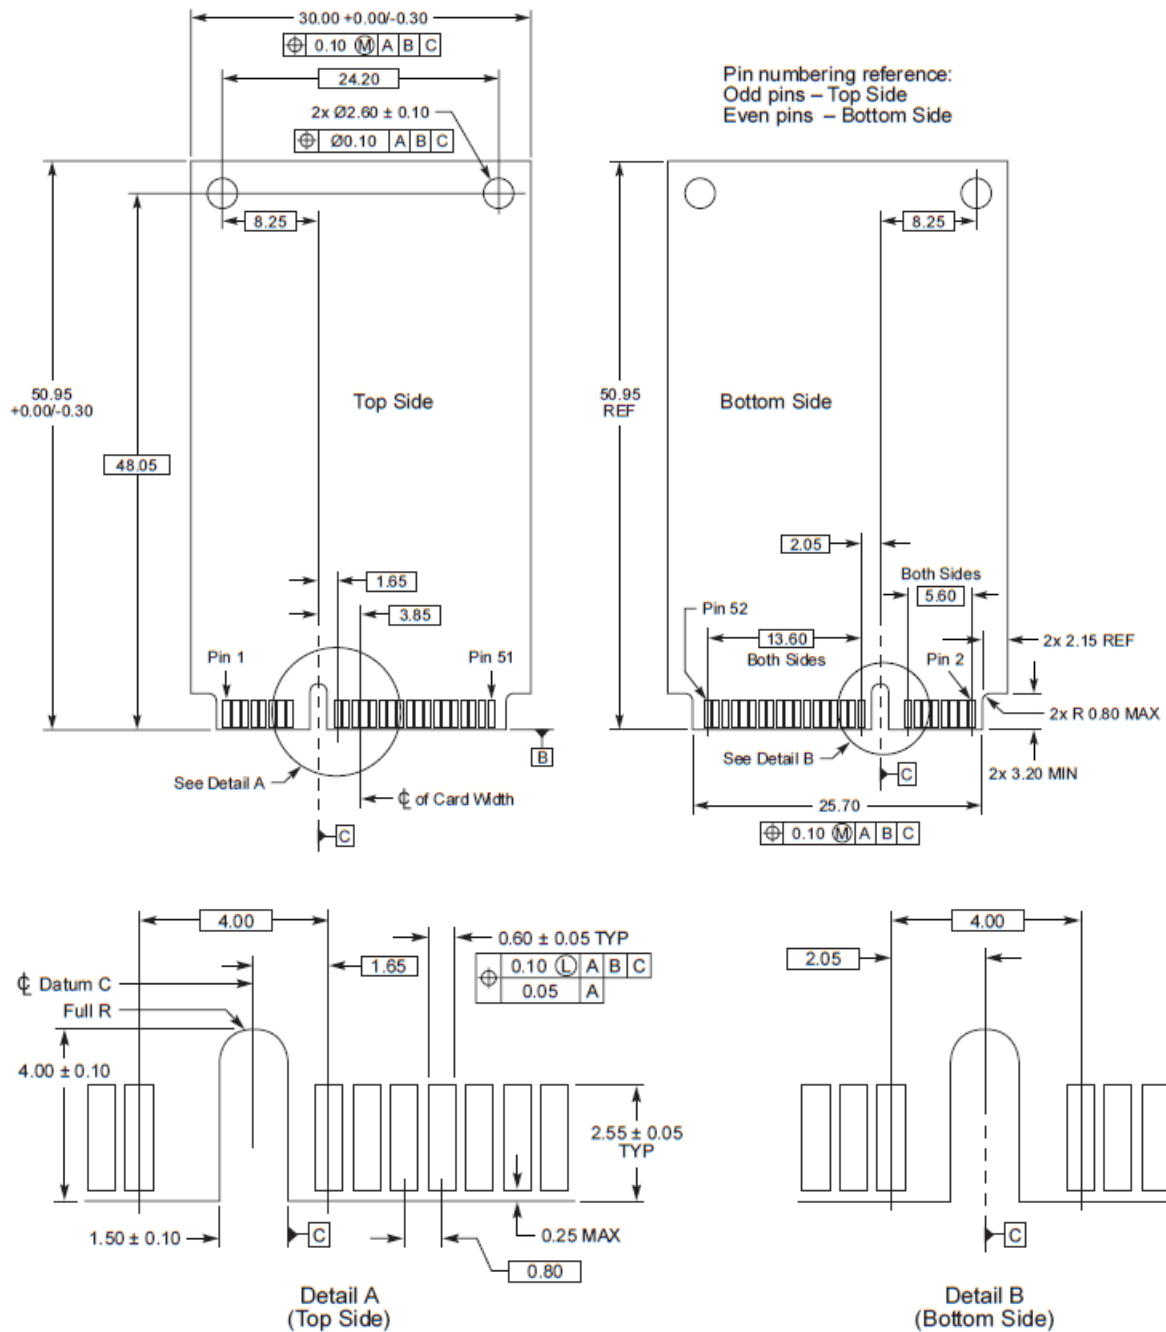 30.00 +0.00/-0.30
⌖ 0.10 Ⓜ A B C
24.20
2x Ø2.60 ± 0.10
⌖ Ø0.10 A B C
Pin numbering reference:
Odd pins – Top Side
Even pins – Bottom Side
8.25
8.25
50.95
+0.00/-0.30
Top Side
48.05
50.95
REF
Bottom Side
1.65
3.85
Pin 1
Pin 51
See Detail A
℄ of Card Width
B
C
2.05
Both Sides
5.60
Pin 52
13.60
Both Sides
Pin 2
2x 2.15 REF
2x R 0.80 MAX
2x 3.20 MIN
See Detail B
C
25.70
⌖ 0.10 Ⓜ A B C
4.00
1.65
0.60 ± 0.05 TYP
⌖ 0.10 Ⓛ A B C
0.05 A
℄ Datum C
Full R
4.00 ± 0.10
2.55 ± 0.05
TYP
1.50 ± 0.10
C
0.25 MAX
0.80
Detail A
(Top Side)
4.00
2.05
C
Detail B
(Bottom Side)